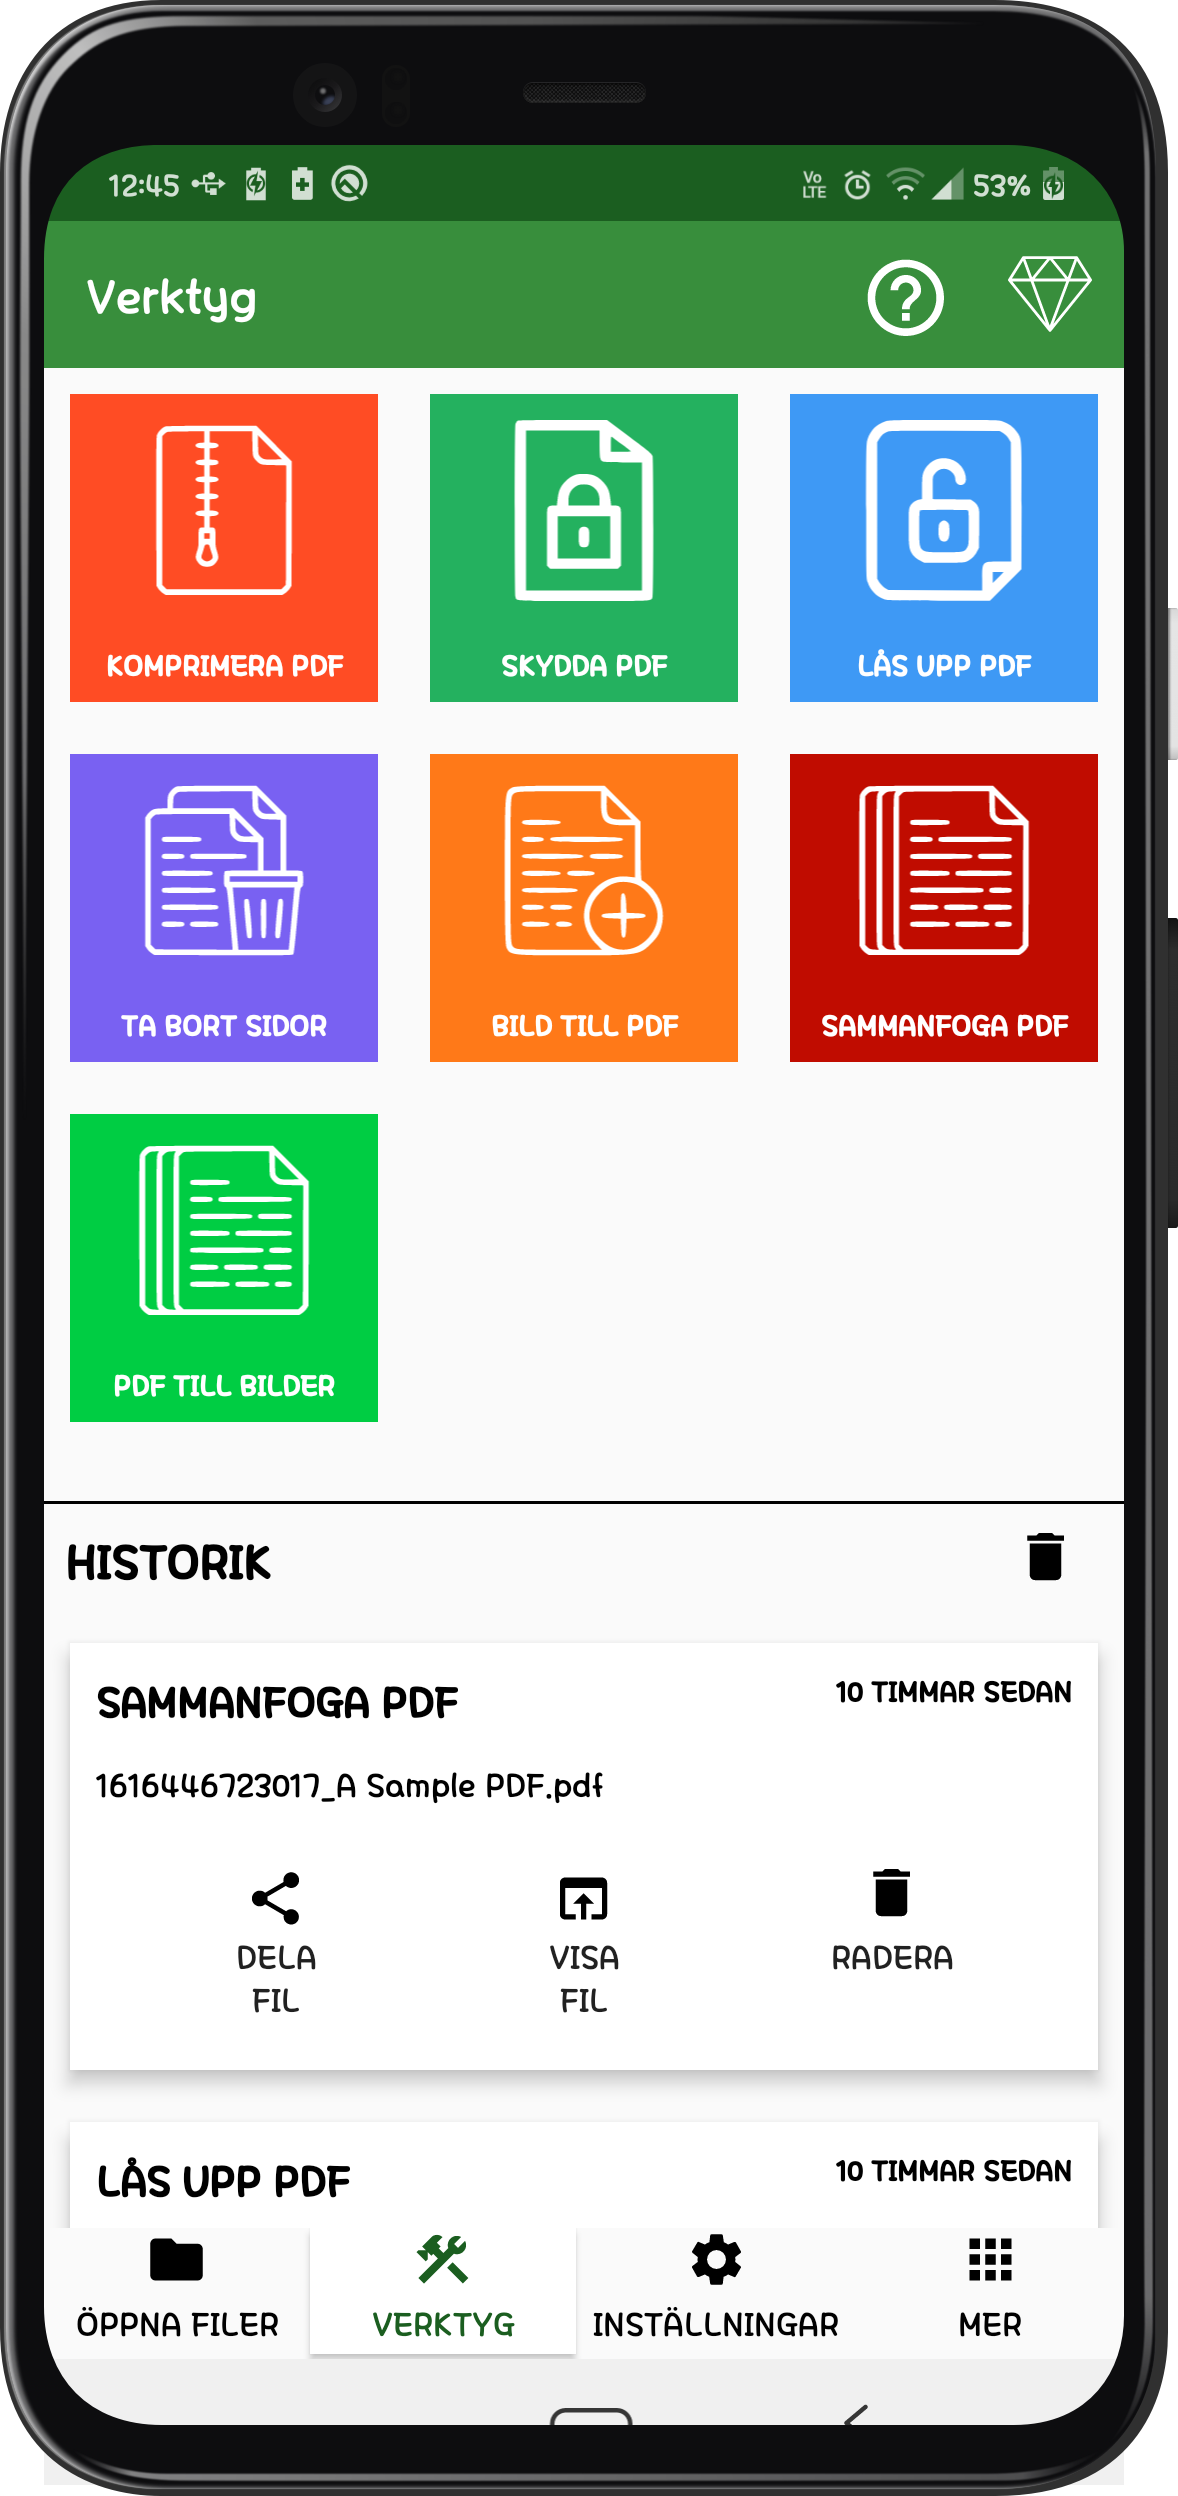 12:45 Vo LTE 53%
Verktyg
KOMPRIMERA PDF SKYDDA PDF LÅS UPP PDF
TA BORT SIDOR BILD TILL PDF SAMMANFOGA PDF
PDF TILL BILDER
HISTORIK
SAMMANFOGA PDF 10 TIMMAR SEDAN
1616446723017_A Sample PDF.pdf
DELA FIL VISA FIL RADERA
LÅS UPP PDF 10 TIMMAR SEDAN
ÖPPNA FILER VERKTYG INSTÄLLNINGAR MER